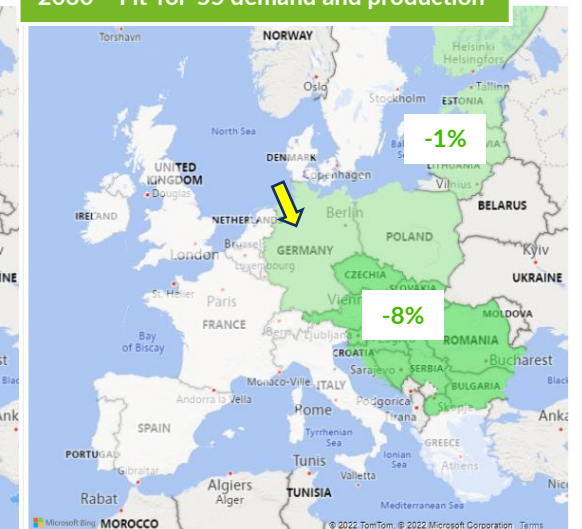 2030 – Fit-for-55 demand and production
Torshavn
NORWAY
Helsinki
Helsingfors
Oslo
Tallinn
Stockholm
ESTONIA
North Sea
-1%
DENMARK
LITHUANIA
Copenhagen
Vilnius
UNITED
KINGDOM
Douglas
BELARUS
IRELAND
Berlin
POLAND
London
Brussel
GERMANY
Kyiv
Luxembourg
CZECHIA
UKRAINE
INE
St. Helier
Paris
SLOVAKIA
FRANCE
-8%
MOLDOVA
Bay
of Biscay
Bern
Ljubljana
ROMANIA
CROATIA
Bucharest
Sarajevo
SERBIA
Monaco-Ville
ITALY
BULGARIA
Andorra la Vella
Podgorica
Rome
Skopje
Tirana
SPAIN
Tyrrhenian
Sea
GREECE
PORTUGAL
Ionian
Sea
Athens
Gibraltar
Tunis
Algiers
Alger
Valletta
Rabat
TUNISIA
Mediterranean Sea
Microsoft Bing
MOROCCO
© 2022 TomTom, © 2022 Microsoft Corporation
Terms